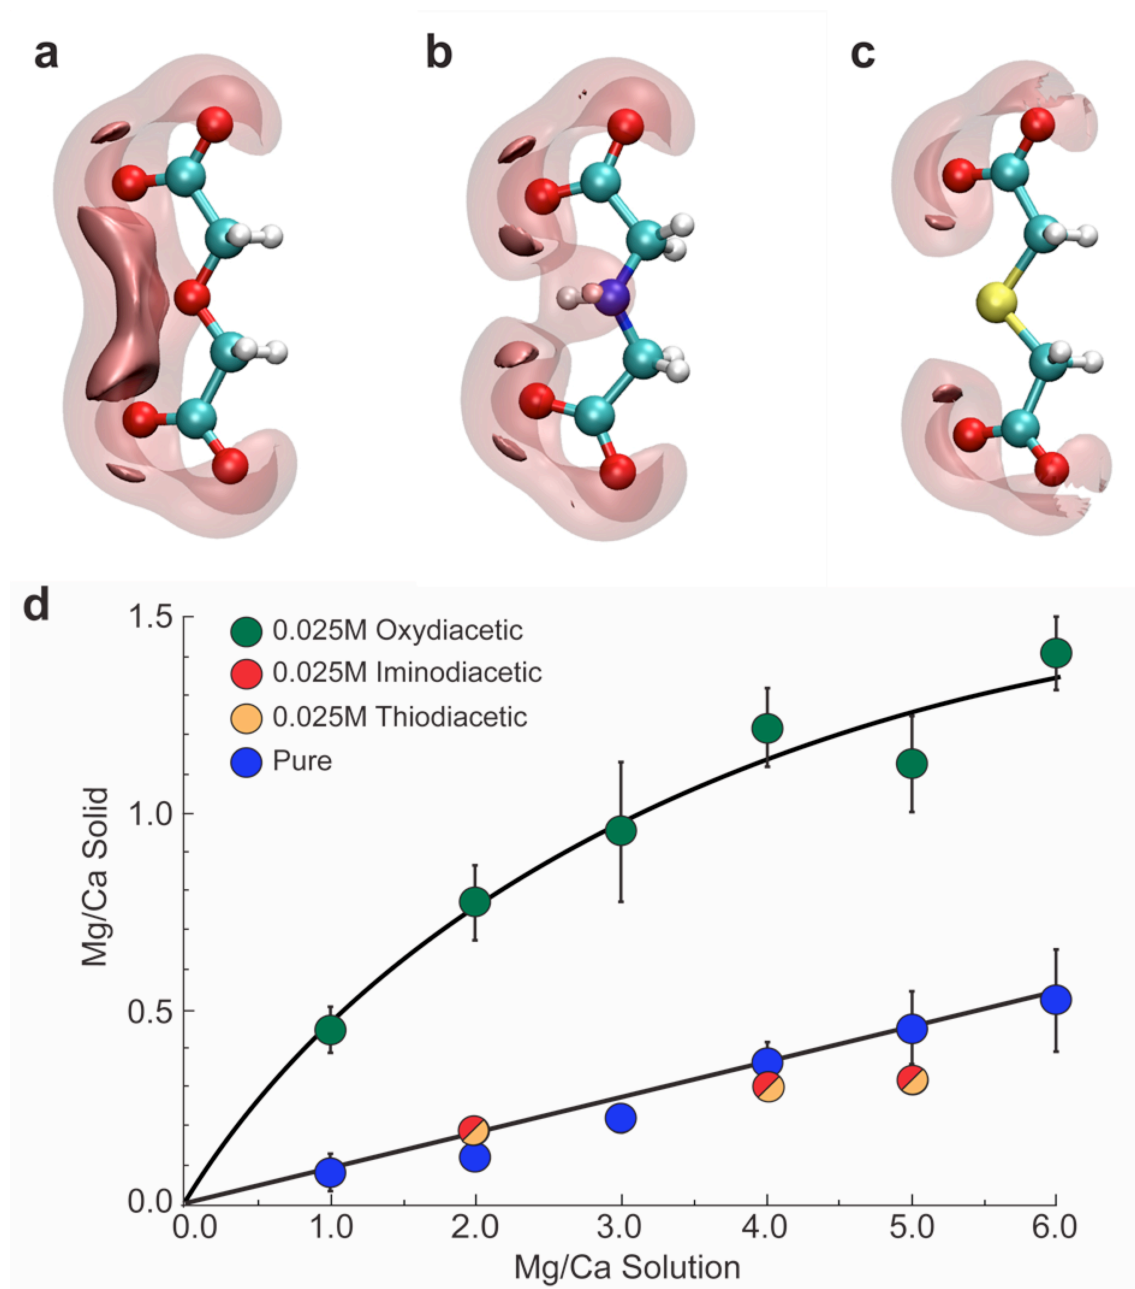 a
b
c
d
0.025M Oxydiacetic
0.025M Iminodiacetic
0.025M Thiodiacetic
Pure
1.5
1.0
0.5
0.0
Mg/Ca Solid
0.0 1.0 2.0 3.0 4.0 5.0 6.0
Mg/Ca Solution